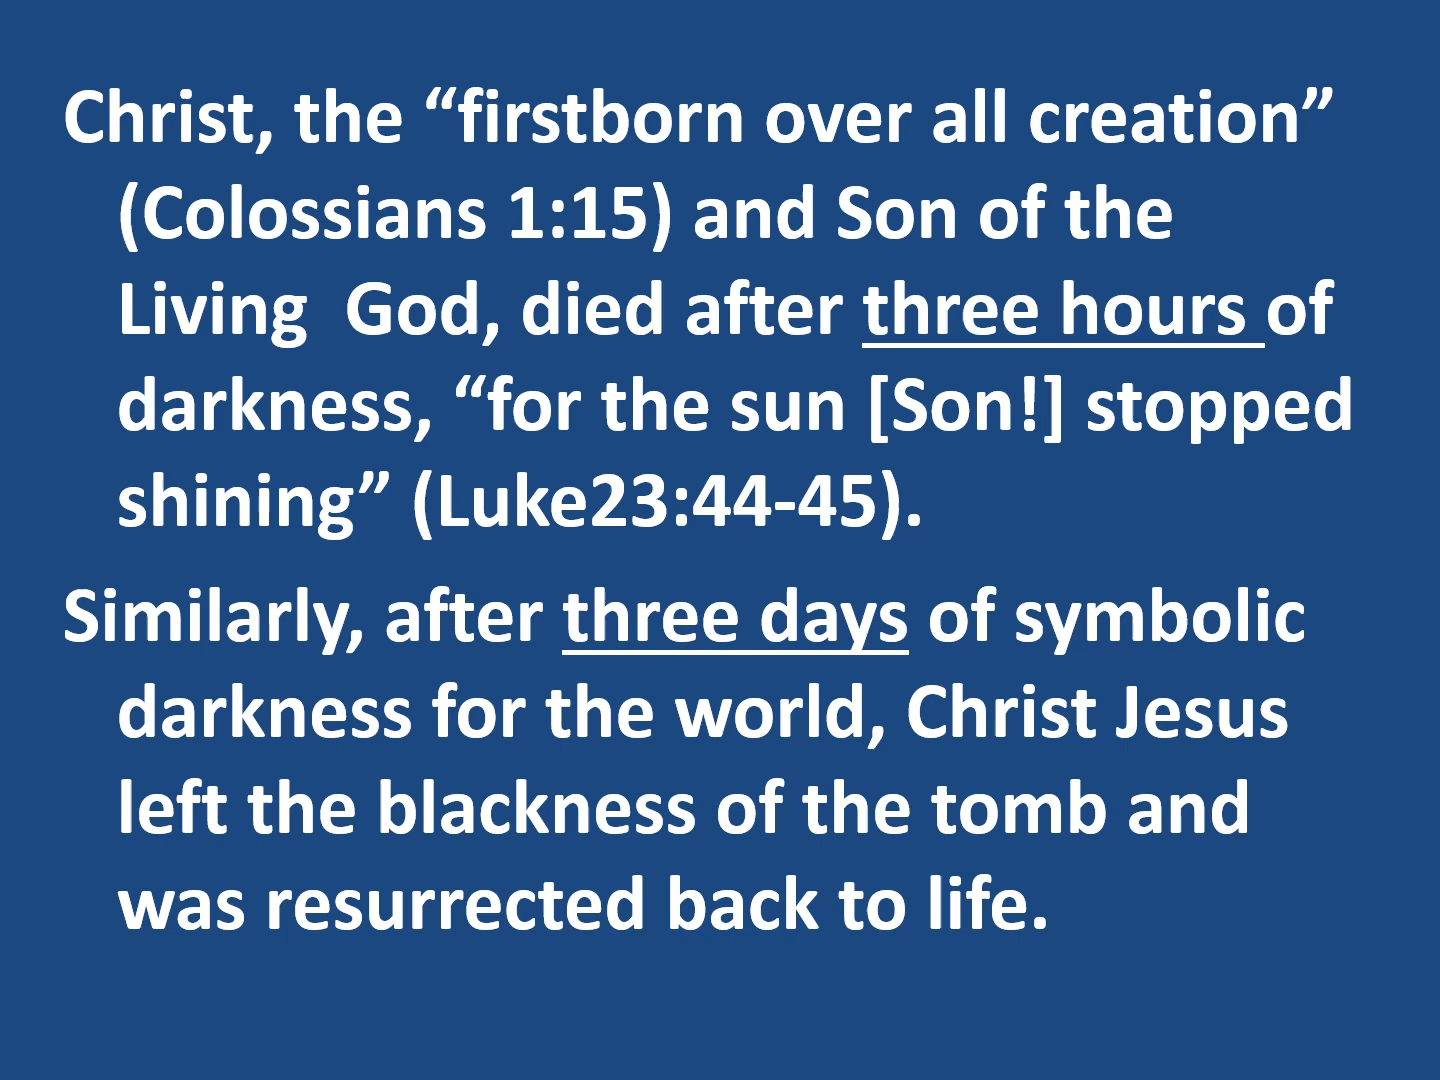 Christ, the “firstborn over all creation”
(Colossians 1:15) and Son of the
Living  God, died after three hours of
darkness, “for the sun [Son!] stopped
shining” (Luke23:44-45).
Similarly, after three days of symbolic
darkness for the world, Christ Jesus
left the blackness of the tomb and
was resurrected back to life.